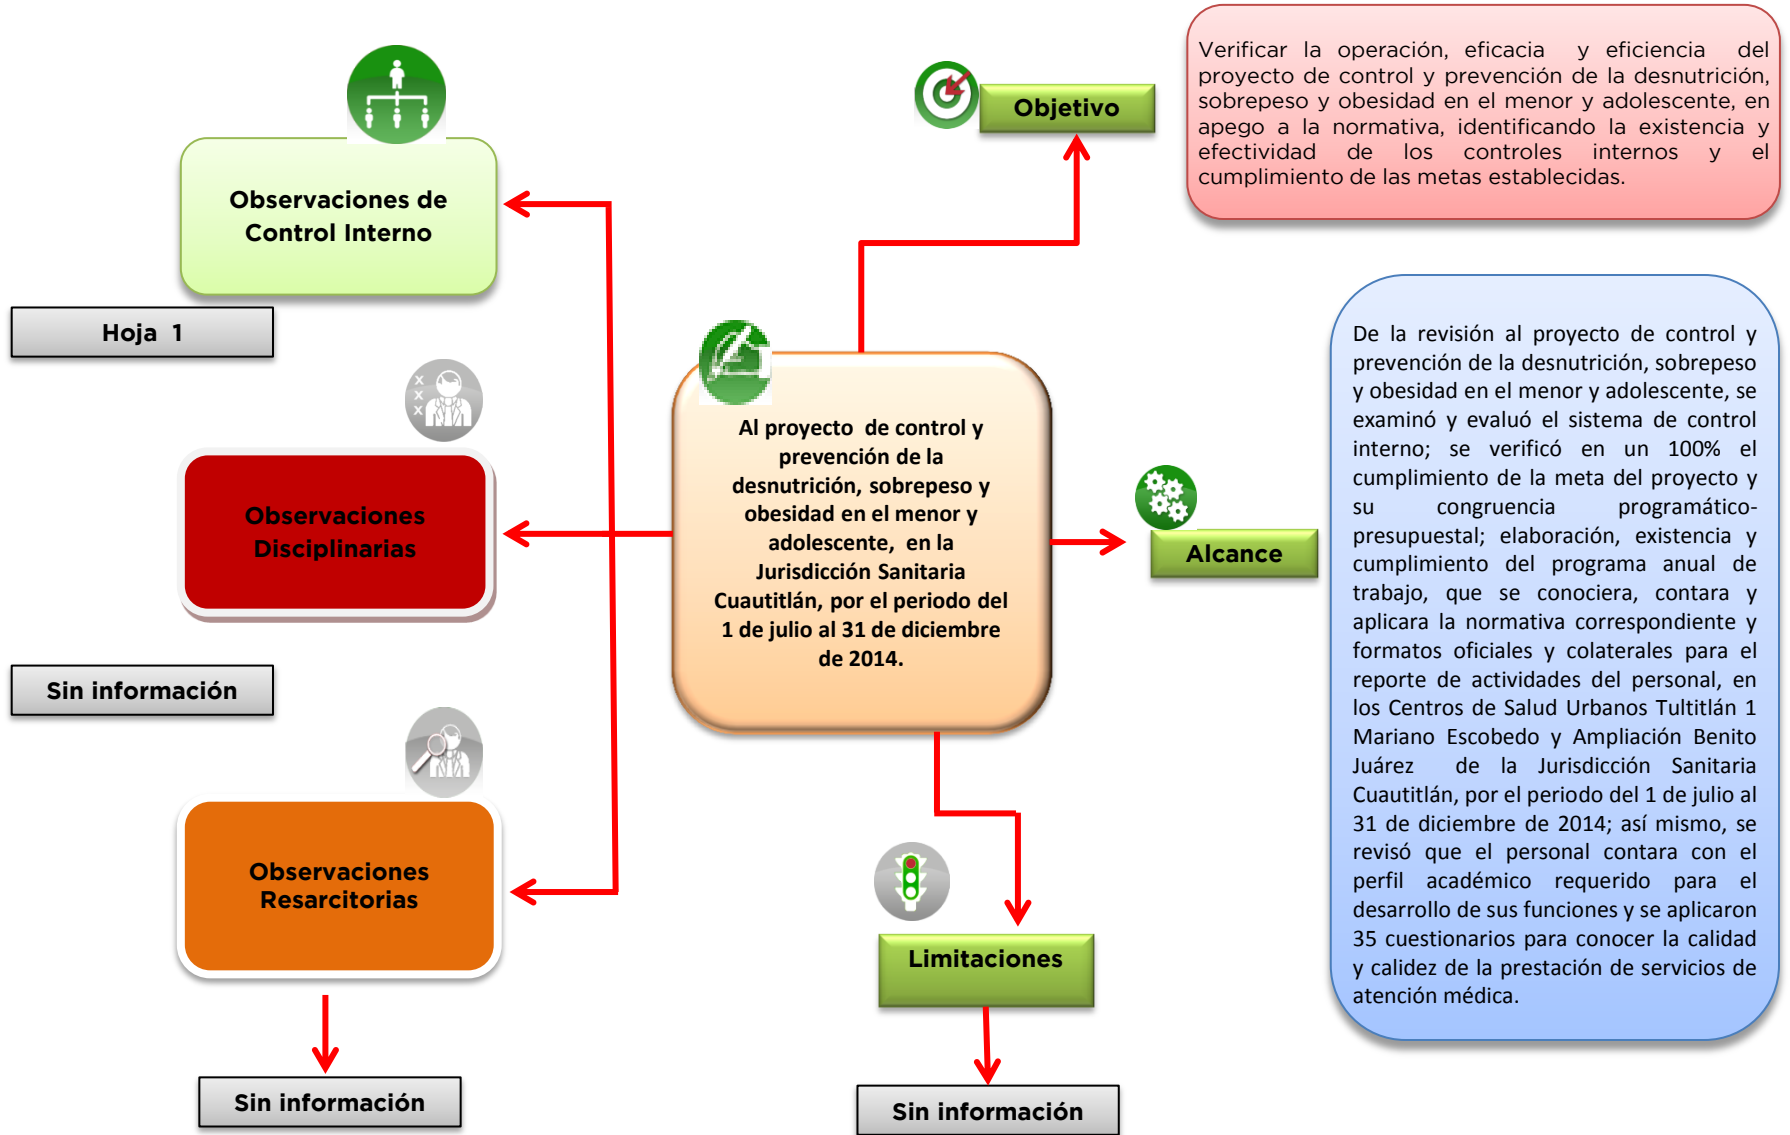 Objetivo
Verificar la operación, eficacia y eficiencia del
proyecto de control y prevención de la desnutrición,
sobrepeso y obesidad en el menor y adolescente, en
apego a la normativa, identificando la existencia y
efectividad de los controles internos y el
cumplimiento de las metas establecidas.
Observaciones de
Control Interno
Hoja 1
Observaciones
Disciplinarias
Sin información
Observaciones
Resarcitorias
Sin información
Al proyecto de control y
prevención de la
desnutrición, sobrepeso y
obesidad en el menor y
adolescente, en la
Jurisdicción Sanitaria
Cuautitlán, por el periodo del
1 de julio al 31 de diciembre
de 2014.
Alcance
De la revisión al proyecto de control y
prevención de la desnutrición, sobrepeso
y obesidad en el menor y adolescente, se
examinó y evaluó el sistema de control
interno; se verificó en un 100% el
cumplimiento de la meta del proyecto y
su congruencia programático-
presupuestal; elaboración, existencia y
cumplimiento del programa anual de
trabajo, que se conociera, contara y
aplicara la normativa correspondiente y
formatos oficiales y colaterales para el
reporte de actividades del personal, en
los Centros de Salud Urbanos Tultitlán 1
Mariano Escobedo y Ampliación Benito
Juárez de la Jurisdicción Sanitaria
Cuautitlán, por el periodo del 1 de julio al
31 de diciembre de 2014; así mismo, se
revisó que el personal contara con el
perfil académico requerido para el
desarrollo de sus funciones y se aplicaron
35 cuestionarios para conocer la calidad
y calidez de la prestación de servicios de
atención médica.
Limitaciones
Sin información